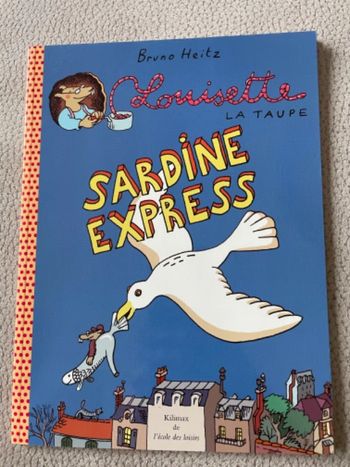 Bruno Heitz
Louisette
LA TAUPE
SARDINE
EXPRESS
Kilimax
de
l'école des loisirs